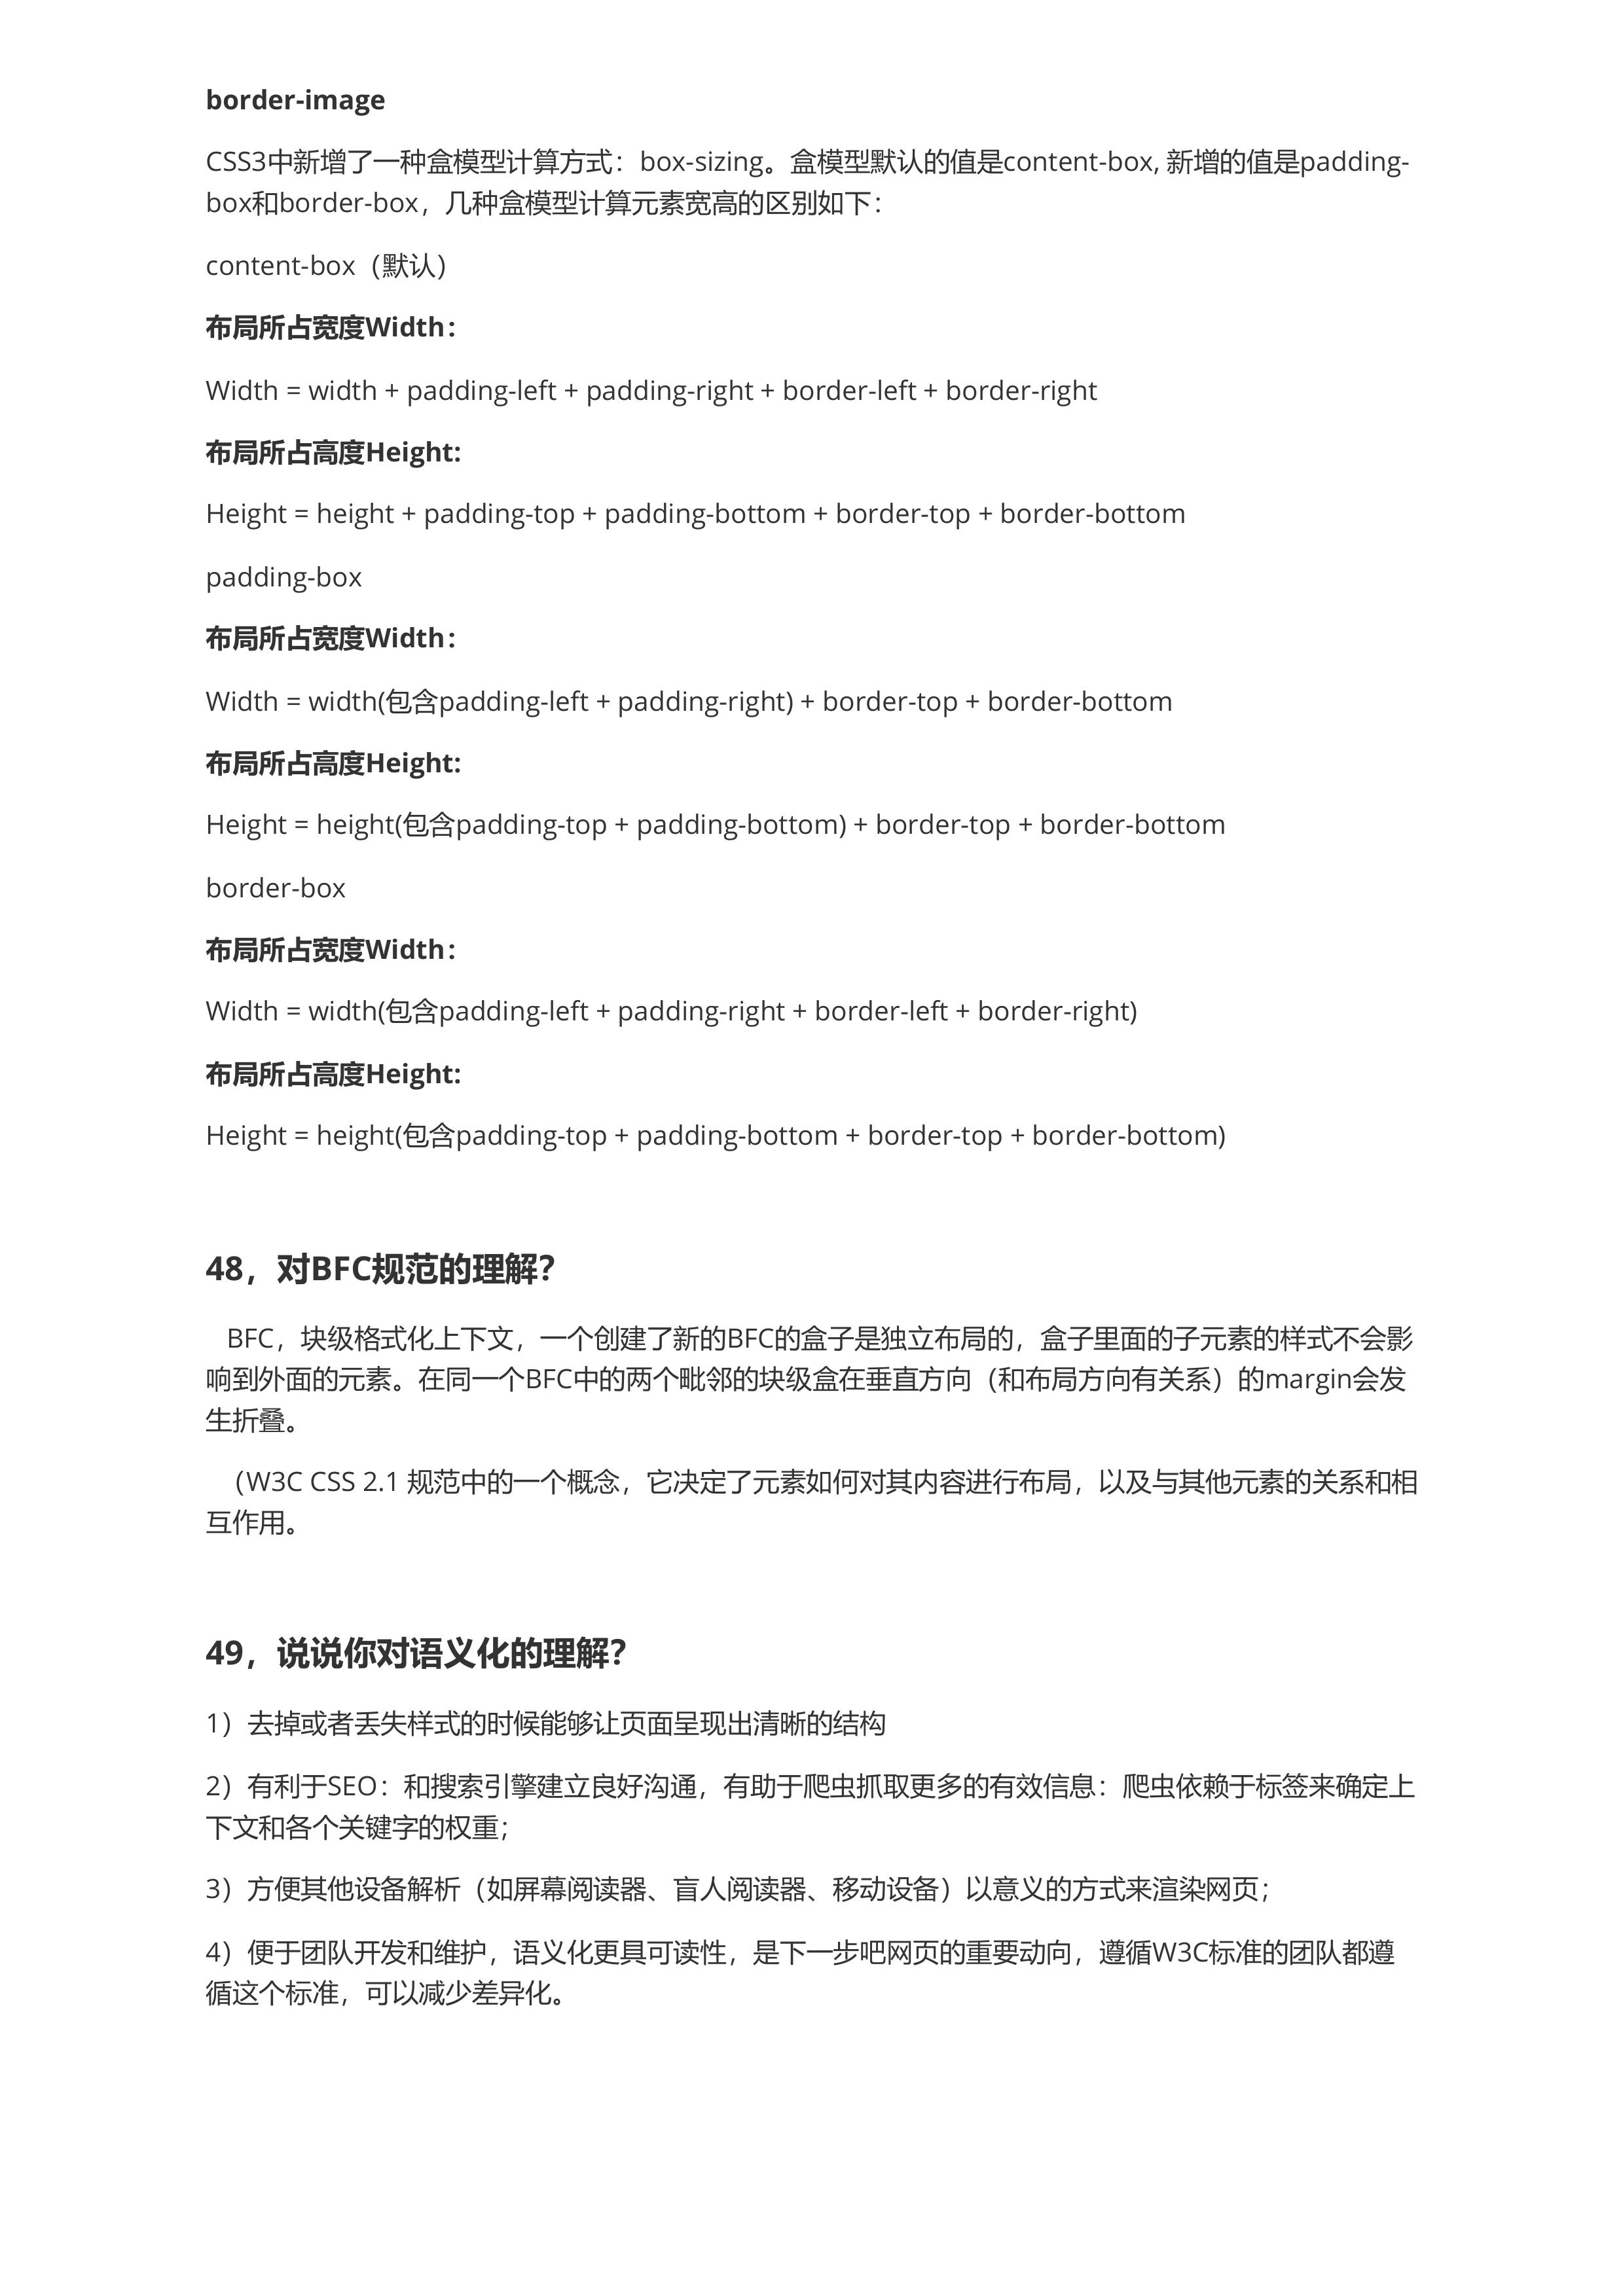 border-image
CSS3中新增了一种盒模型计算方式：box-sizing。盒模型默认的值是content-box, 新增的值是padding-
box和border-box，几种盒模型计算元素宽高的区别如下：
content-box（默认）
布局所占宽度Width：
Width = width + padding-left + padding-right + border-left + border-right
布局所占高度Height:
Height = height + padding-top + padding-bottom + border-top + border-bottom
padding-box
布局所占宽度Width：
Width = width(包含padding-left + padding-right) + border-top + border-bottom
布局所占高度Height:
Height = height(包含padding-top + padding-bottom) + border-top + border-bottom
border-box
布局所占宽度Width：
Width = width(包含padding-left + padding-right + border-left + border-right)
布局所占高度Height:
Height = height(包含padding-top + padding-bottom + border-top + border-bottom)
48，对BFC规范的理解？
BFC，块级格式化上下文，一个创建了新的BFC的盒子是独立布局的，盒子里面的子元素的样式不会影
响到外面的元素。在同一个BFC中的两个毗邻的块级盒在垂直方向（和布局方向有关系）的margin会发
生折叠。
（W3C CSS 2.1 规范中的一个概念，它决定了元素如何对其内容进行布局，以及与其他元素的关系和相
互作用。
49，说说你对语义化的理解？
1）去掉或者丢失样式的时候能够让页面呈现出清晰的结构
2）有利于SEO：和搜索引擎建立良好沟通，有助于爬虫抓取更多的有效信息：爬虫依赖于标签来确定上
下文和各个关键字的权重；
3）方便其他设备解析（如屏幕阅读器、盲人阅读器、移动设备）以意义的方式来渲染网页；
4）便于团队开发和维护，语义化更具可读性，是下一步吧网页的重要动向，遵循W3C标准的团队都遵
循这个标准，可以减少差异化。